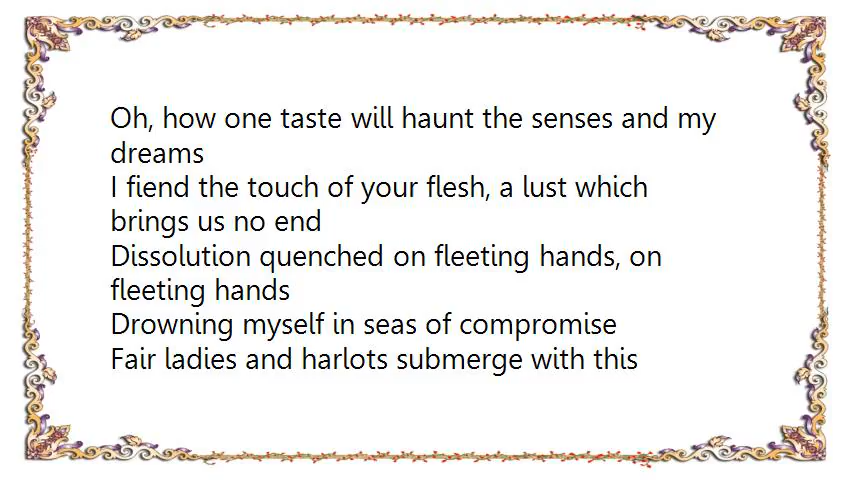 Oh, how one taste will haunt the senses and my
dreams
I fiend the touch of your flesh, a lust which
brings us no end
Dissolution quenched on fleeting hands, on
fleeting hands
Drowning myself in seas of compromise
Fair ladies and harlots submerge with this